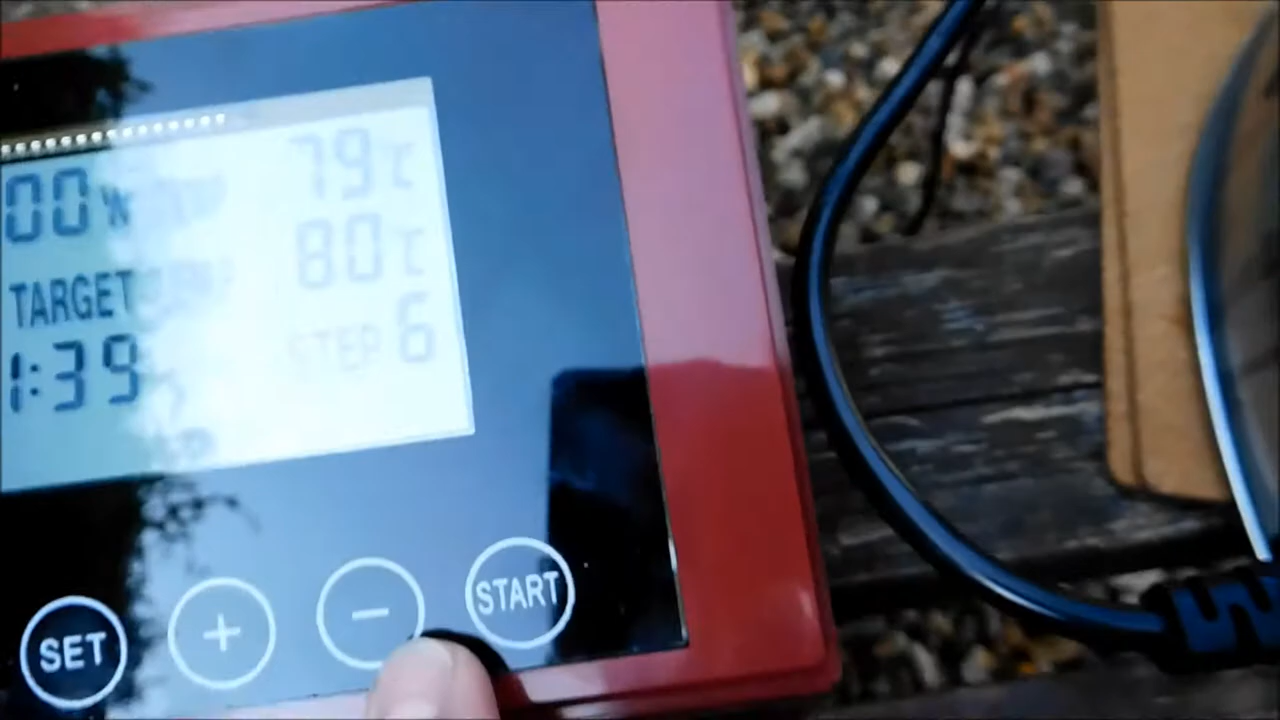 00% 79℃
80℃
TARGET
1:39 STEP 6
SET + − START